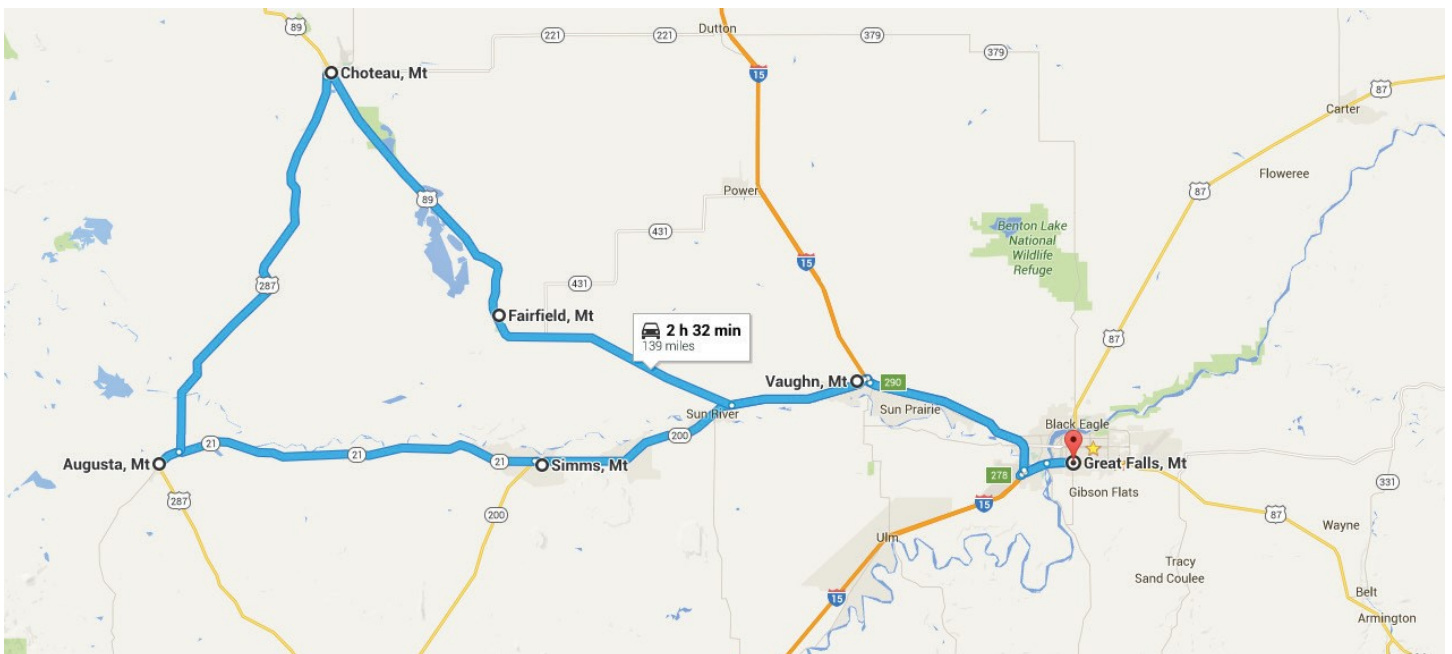 89
221
221
Dutton
379
379
Choteau, Mt
15
87
Carter
Floweree
Power
87
89
431
Benton Lake
National
Wildlife
Refuge
15
287
431
Fairfield, Mt
2 h 32 min
139 miles
87
Vaughn, Mt
290
Sun Prairie
Sun River
Black Eagle
200
21
21
21
Augusta, Mt
Simms, Mt
Great Falls, Mt
278
331
Gibson Flats
287
200
15
87
Wayne
Ulm
Tracy
Sand Coulee
Belt
15
Armington